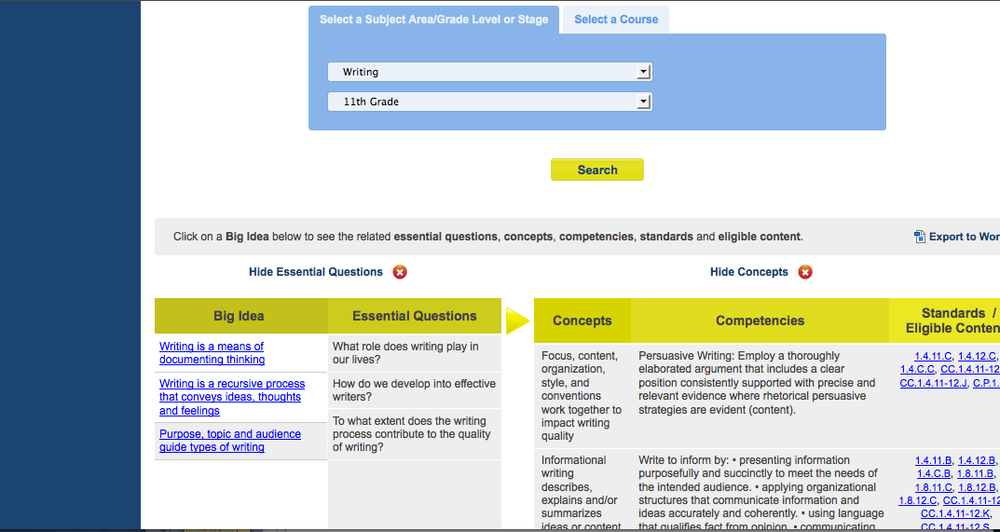 Select a Subject Area/Grade Level or Stage
Select a Course
Writing
11th Grade
Search
Click on a Big Idea below to see the related essential questions, concepts, competencies, standards and eligible content.
Export to Wor
Hide Essential Questions
Hide Concepts
Big Idea
Essential Questions
Writing is a means of
documenting thinking
Writing is a recursive process
that conveys ideas, thoughts
and feelings
Purpose, topic and audience
guide types of writing
What role does writing play in
our lives?
How do we develop into effective
writers?
To what extent does the writing
process contribute to the quality
of writing?
Concepts
Competencies
Standards /
Eligible Conten
Focus, content,
organization,
style, and
conventions
work together to
impact writing
quality
Persuasive Writing: Employ a thoroughly
elaborated argument that includes a clear
position consistently supported with precise and
relevant evidence where rhetorical persuasive
strategies are evident (content).
1.4.11.C, 1.4.12.C,
1.4.C.C, CC.1.4.11-12
CC.1.4.11-12.J, C.P.1.
Informational
writing
describes,
explains and/or
summarizes
ideas or content
Write to inform by: • presenting information
purposefully and succinctly to meet the needs of
the intended audience. • applying organizational
structures that communicate information and
ideas accurately and coherently. • using language
that qualifies fact from opinion. • communicating
1.4.11.B, 1.4.12.B,
1.4.C.B, 1.8.11.B,
1.8.11.C, 1.8.12.B,
1.8.12.C, CC.1.4.11-12
CC.1.4.11-12.K,
CC.1.4.11-12.S